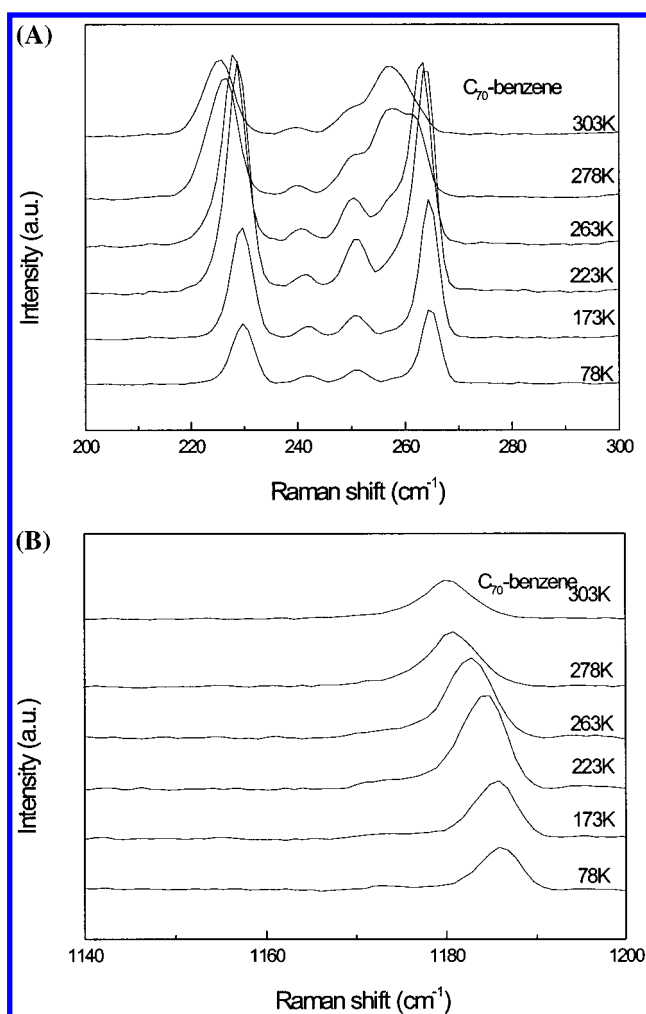 (A)
C₇₀-benzene
303K
278K
263K
223K
173K
78K
Intensity (a.u.)
200 220 240 260 280 300
Raman shift (cm⁻¹)
(B)
C₇₀-benzene
303K
278K
263K
223K
173K
78K
Intensity (a.u.)
1140 1160 1180 1200
Raman shift (cm⁻¹)